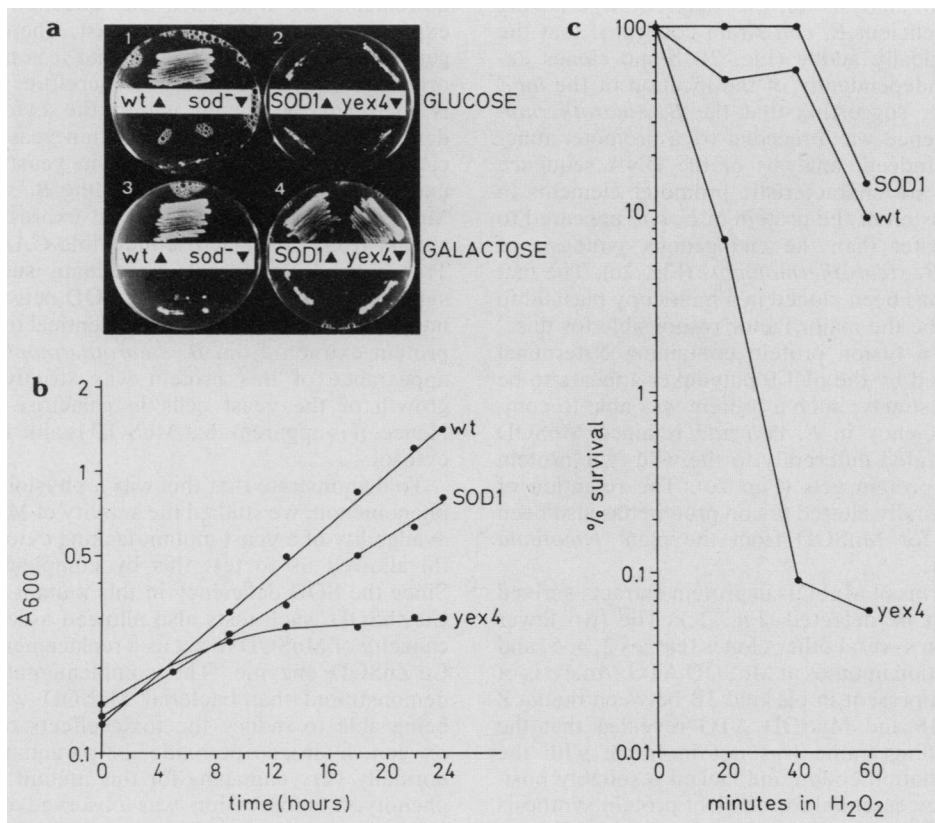 a
1 2
wt ▲ sod⁻ ▼ SOD1 ▲ yex4 ▼ GLUCOSE
3 4
wt ▲ sod⁻ ▼ SOD1 ▲ yex4 ▼ GALACTOSE
b
2
1
0.5
0.1
A600
wt
SOD1
yex4
0 4 8 12 16 20 24
time (hours)
c
100
10
1
0.1
0.01
% survival
SOD1
wt
yex4
0 20 40 60
minutes in H₂O₂